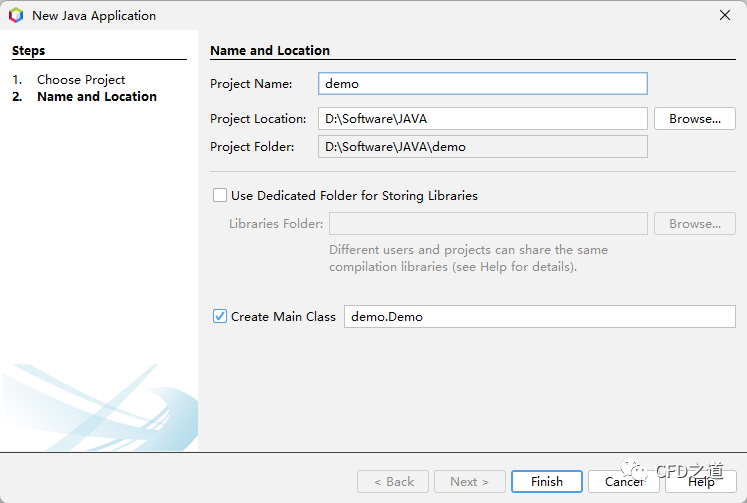 New Java Application
Steps
1. Choose Project
2. Name and Location
Name and Location
Project Name: demo
Project Location: D:\Software\JAVA Browse...
Project Folder: D:\Software\JAVA\demo
Use Dedicated Folder for Storing Libraries
Libraries Folder: Browse...
Different users and projects can share the same
compilation libraries (see Help for details).
Create Main Class demo.Demo
< Back Next > Finish Cancel Help
CFD之道